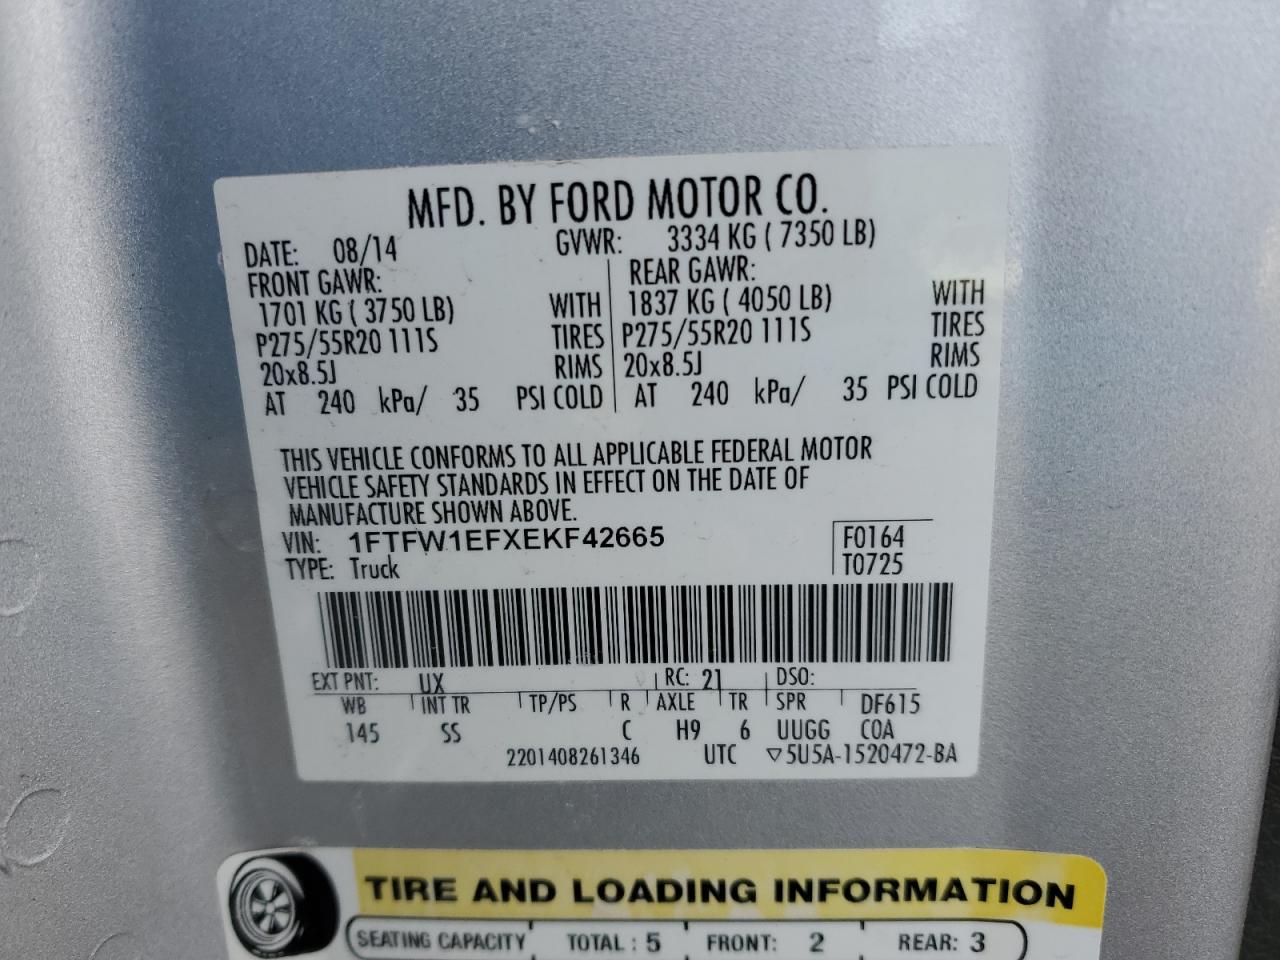 MFD. BY FORD MOTOR CO.
DATE: 08/14 GVWR: 3334 KG ( 7350 LB)
FRONT GAWR: REAR GAWR:
1701 KG ( 3750 LB) WITH 1837 KG ( 4050 LB) WITH
P275/55R20 111S TIRES P275/55R20 111S TIRES
20x8.5J RIMS 20x8.5J RIMS
AT 240 kPa/ 35 PSI COLD AT 240 kPa/ 35 PSI COLD
THIS VEHICLE CONFORMS TO ALL APPLICABLE FEDERAL MOTOR
VEHICLE SAFETY STANDARDS IN EFFECT ON THE DATE OF
MANUFACTURE SHOWN ABOVE.
VIN: 1FTFW1EFXEKF42665 F0164
TYPE: Truck T0725
EXT PNT: UX RC: 21 DSO:
WB INT TR TP/PS R AXLE TR SPR DF615
145 SS C H9 6 UUGG COA
2201408261346 UTC ▽5U5A-1520472-BA
TIRE AND LOADING INFORMATION
SEATING CAPACITY TOTAL : 5 FRONT: 2 REAR: 3